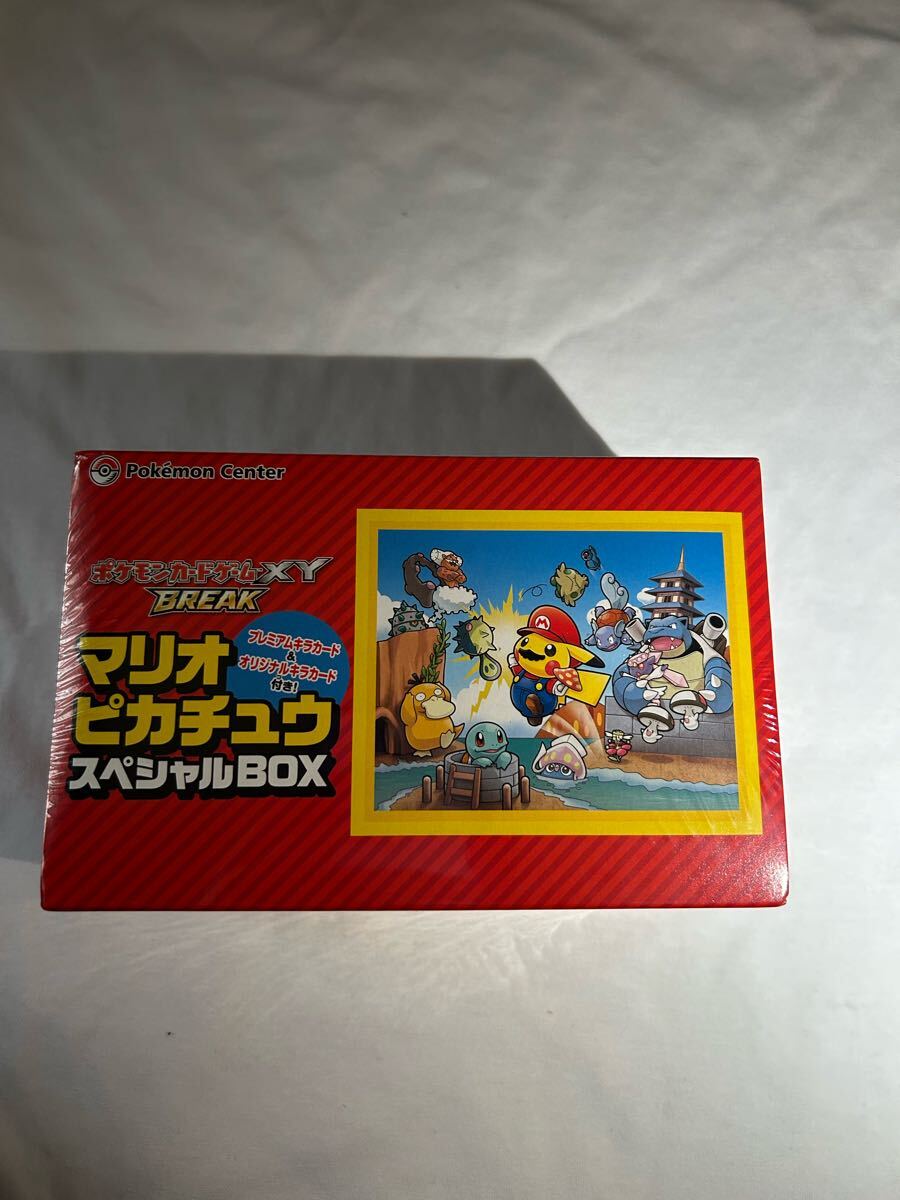 Pokémon Center
ポケモンカードゲームXY
BREAK
プレミアムキラカード
&
オリジナルキラカード
付き!
マリオ
ピカチュウ
スペシャルBOX
M